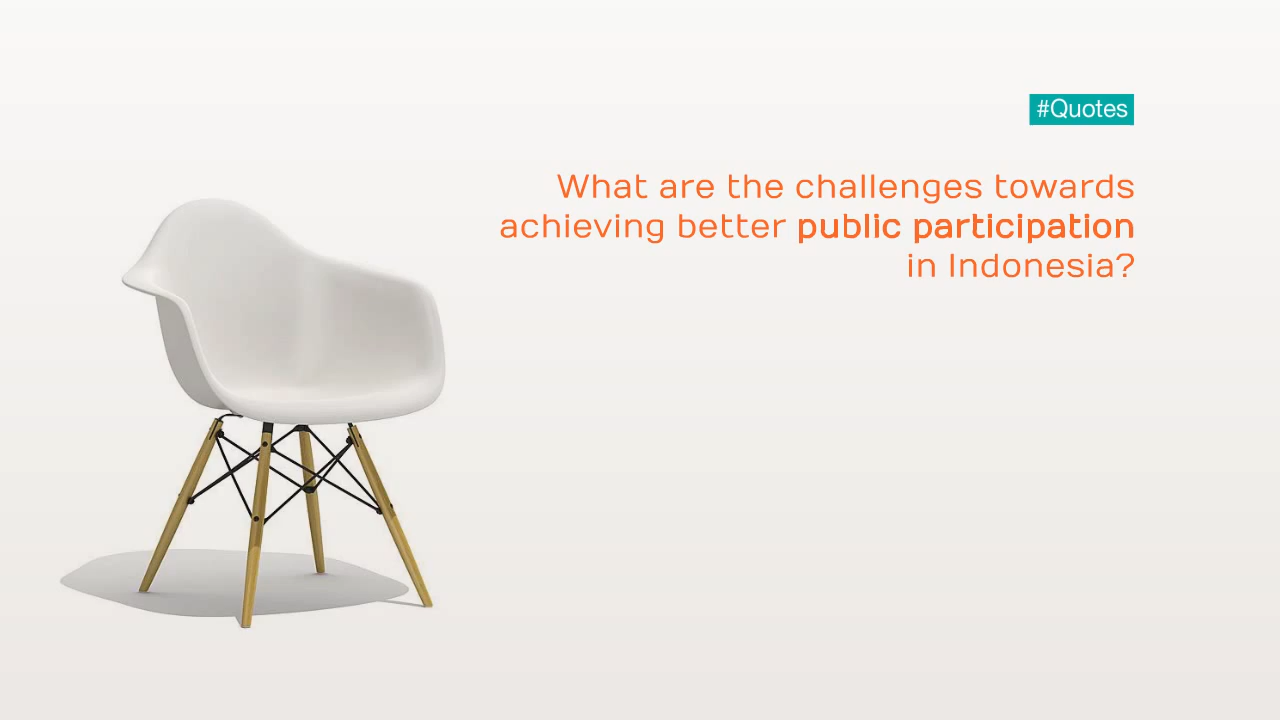 #Quotes
What are the challenges towards
achieving better public participation
in Indonesia?